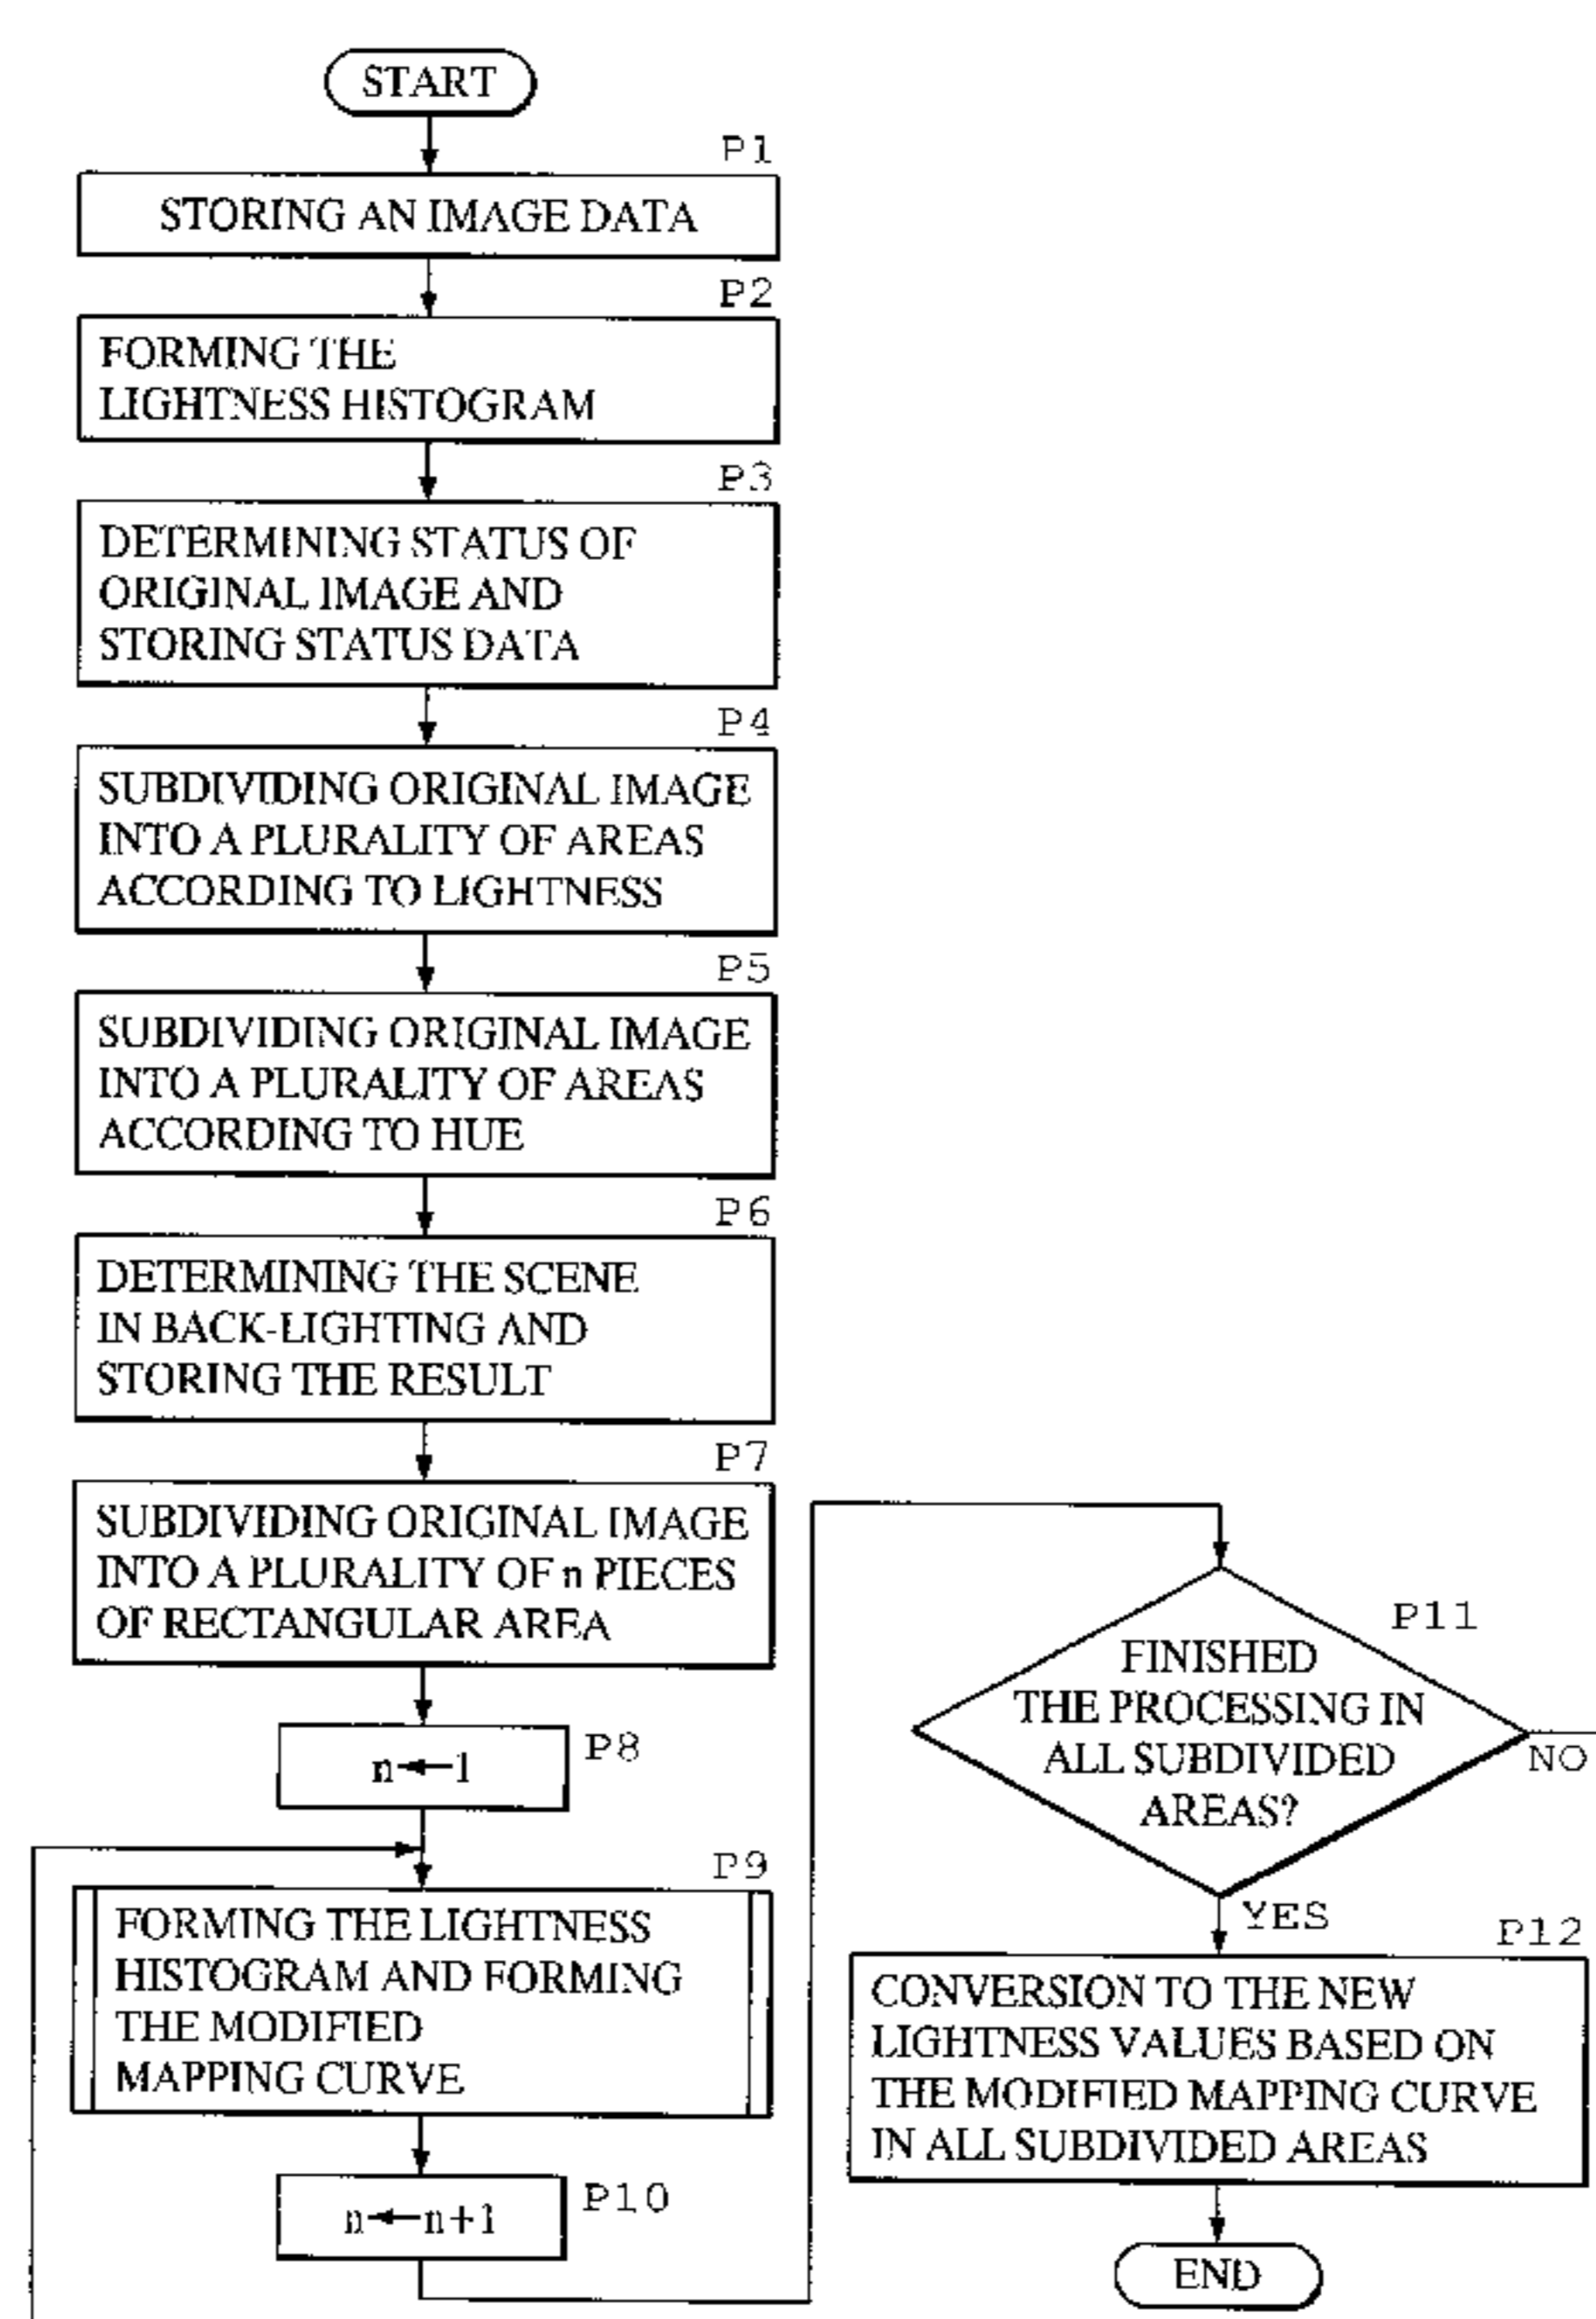 START
P1
STORING AN IMAGE DATA
P2
FORMING THE
LIGHTNESS HISTOGRAM
P3
DETERMINING STATUS OF
ORIGINAL IMAGE AND
STORING STATUS DATA
P4
SUBDIVIDING ORIGINAL IMAGE
INTO A PLURALITY OF AREAS
ACCORDING TO LIGHTNESS
P5
SUBDIVIDING ORIGINAL IMAGE
INTO A PLURALITY OF AREAS
ACCORDING TO HUE
P6
DETERMINING THE SCENE
IN BACK-LIGHTING AND
STORING THE RESULT
P7
SUBDIVIDING ORIGINAL IMAGE
INTO A PLURALITY OF n PIECES
OF RECTANGULAR AREA
P8
n←1
P9
FORMING THE LIGHTNESS
HISTOGRAM AND FORMING
THE MODIFIED
MAPPING CURVE
P10
n←n+1
P11
FINISHED
THE PROCESSING IN
ALL SUBDIVIDED
AREAS?
NO
YES
P12
CONVERSION TO THE NEW
LIGHTNESS VALUES BASED ON
THE MODIFIED MAPPING CURVE
IN ALL SUBDIVIDED AREAS
END